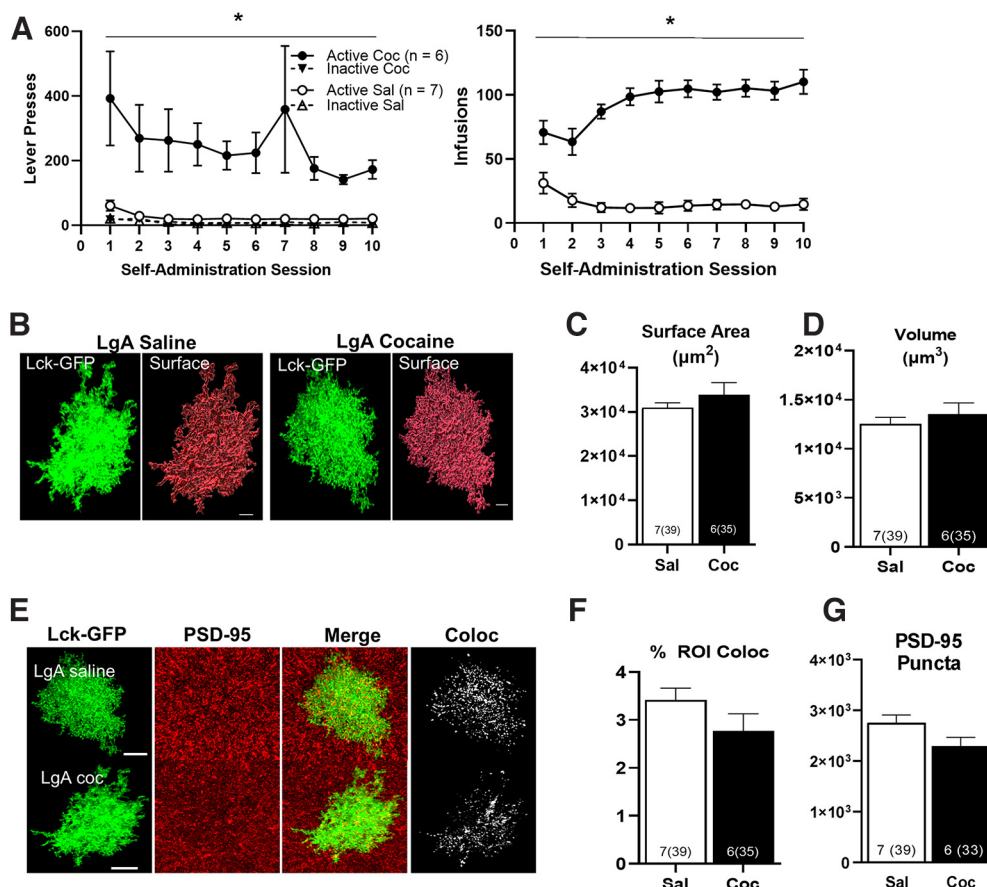 A
*
600
400
200
0
Lever Presses
Active Coc (n = 6)
Inactive Coc
Active Sal (n = 7)
Inactive Sal
0 1 2 3 4 5 6 7 8 9 10
Self-Administration Session
*
150
100
50
0
Infusions
0 1 2 3 4 5 6 7 8 9 10
Self-Administration Session
B
LgA Saline
LgA Cocaine
Lck-GFP
Surface
Lck-GFP
Surface
C
Surface Area
(µm²)
4×10⁴
3×10⁴
2×10⁴
1×10⁴
0
7(39)
6(35)
Sal
Coc
D
Volume
(µm³)
2×10⁴
1.5×10⁴
1×10⁴
5×10³
0
7(39)
6(35)
Sal
Coc
E
Lck-GFP
PSD-95
Merge
Coloc
LgA saline
LgA coc
F
% ROI Coloc
4
3
2
1
0
7(39)
6(35)
Sal
Coc
G
PSD-95
Puncta
4×10³
3×10³
2×10³
1×10³
0
7 (39)
6 (33)
Sal
Coc